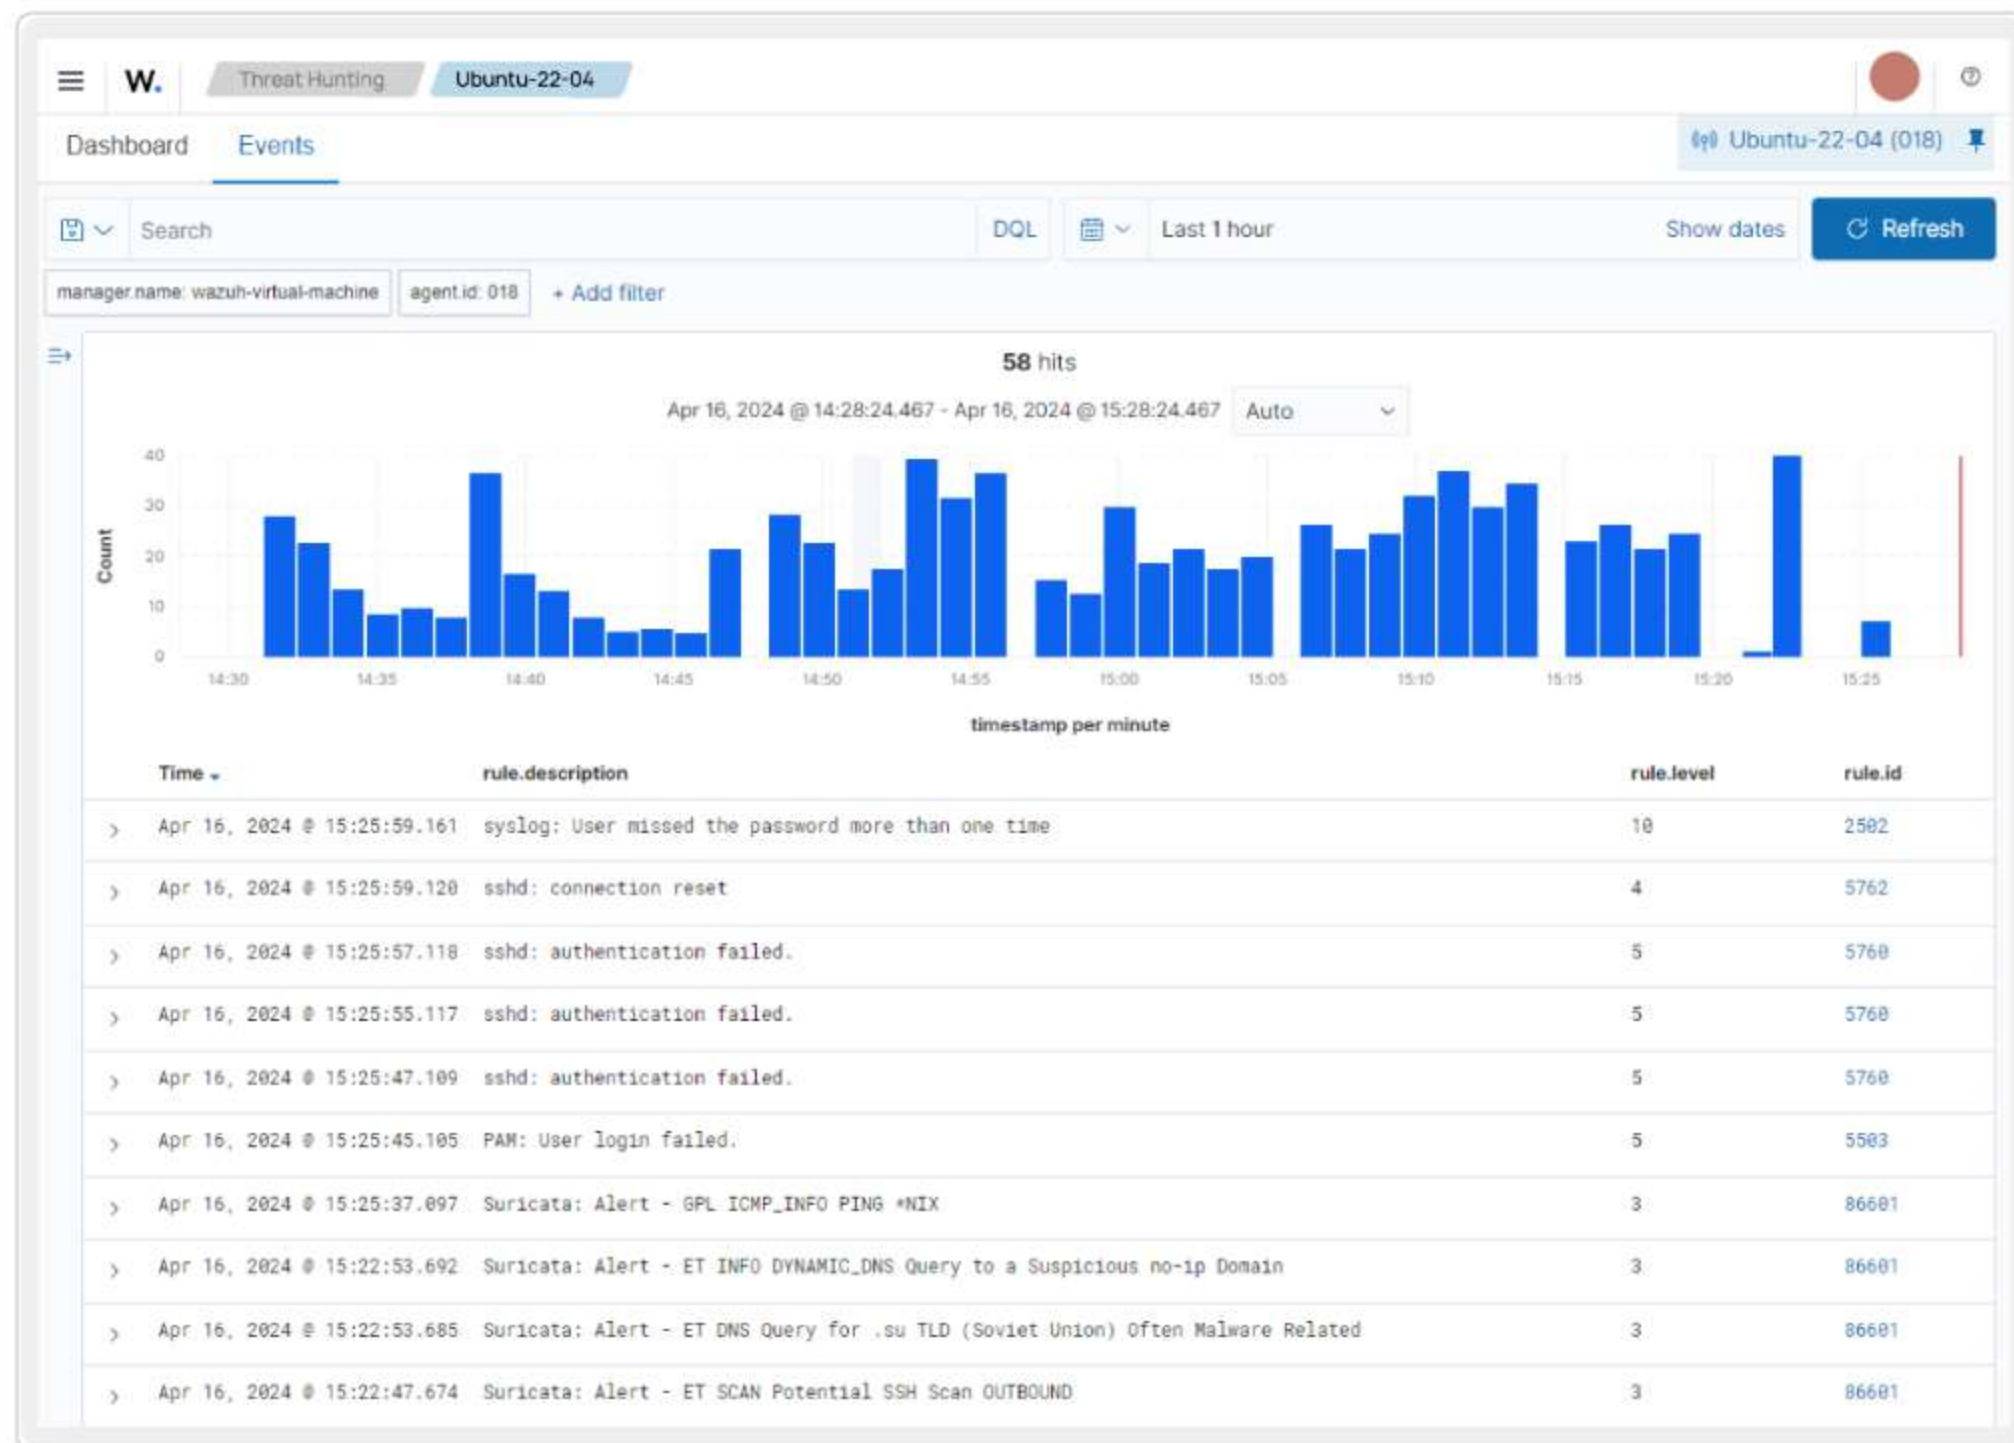 W. Threat Hunting Ubuntu-22-04
Dashboard Events Ubuntu-22-04 (018)
Search DQL Last 1 hour Show dates Refresh
manager.name: wazuh-virtual-machine agent.id: 018 + Add filter
58 hits
Apr 16, 2024 @ 14:28:24.467 - Apr 16, 2024 @ 15:28:24.467 Auto
Count
40
30
20
10
0
14:30 14:35 14:40 14:45 14:50 14:55 15:00 15:05 15:10 15:15 15:20 15:25
timestamp per minute
Time rule.description rule.level rule.id
Apr 16, 2024 @ 15:25:59.161 syslog: User missed the password more than one time 10 2502
Apr 16, 2024 @ 15:25:59.120 sshd: connection reset 4 5762
Apr 16, 2024 @ 15:25:57.118 sshd: authentication failed. 5 5760
Apr 16, 2024 @ 15:25:55.117 sshd: authentication failed. 5 5760
Apr 16, 2024 @ 15:25:47.109 sshd: authentication failed. 5 5760
Apr 16, 2024 @ 15:25:45.105 PAM: User login failed. 5 5503
Apr 16, 2024 @ 15:25:37.097 Suricata: Alert - GPL ICMP_INFO PING *NIX 3 86601
Apr 16, 2024 @ 15:22:53.692 Suricata: Alert - ET INFO DYNAMIC_DNS Query to a Suspicious no-ip Domain 3 86601
Apr 16, 2024 @ 15:22:53.685 Suricata: Alert - ET DNS Query for .su TLD (Soviet Union) Often Malware Related 3 86601
Apr 16, 2024 @ 15:22:47.674 Suricata: Alert - ET SCAN Potential SSH Scan OUTBOUND 3 86601